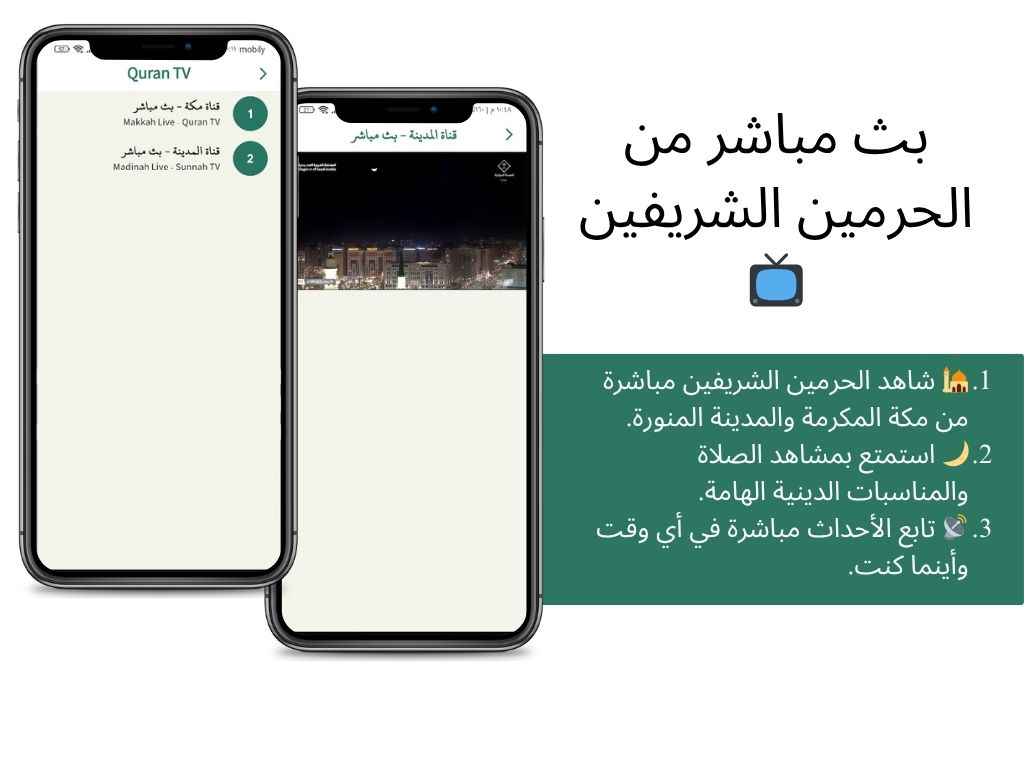 mobily
Quran TV
1
قناة مكة - بث مباشر
Makkah Live - Quran TV
2
قناة المدينة - بث مباشر
Madinah Live - Sunnah TV
١٠:٤٨ م
قناة المدينة - بث مباشر
بث مباشر من
الحرمين الشريفين
1. شاهد الحرمين الشريفين مباشرة
من مكة المكرمة والمدينة المنورة.
2. استمتع بمشاهد الصلاة
والمناسبات الدينية الهامة.
3. تابع الأحداث مباشرة في أي وقت
وأينما كنت.